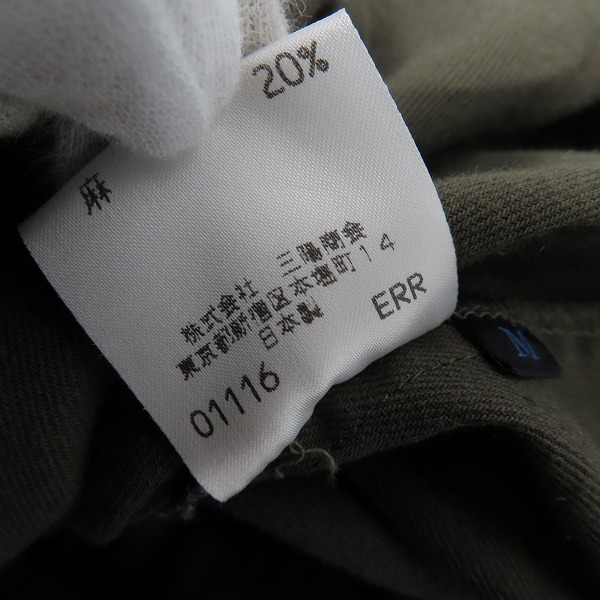 麻 20%
株式会社 三陽商会
東京都新宿区本塩町14
日本製 ERR
01116
M